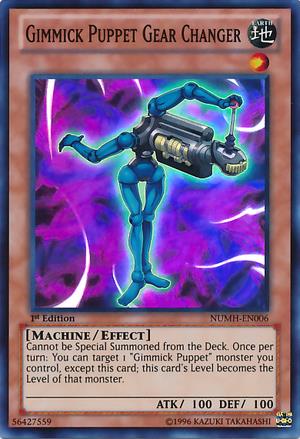 Gimmick Puppet Gear Changer
EARTH
地
1st Edition
NUMH-EN006
[Machine / Effect]
Cannot be Special Summoned from the Deck. Once per
turn: You can target 1 "Gimmick Puppet" monster you
control, except this card; this card's Level becomes
the Level of that monster.
ATK/ 100 DEF/ 100
56427559
©1996 KAZUKI TAKAHASHI